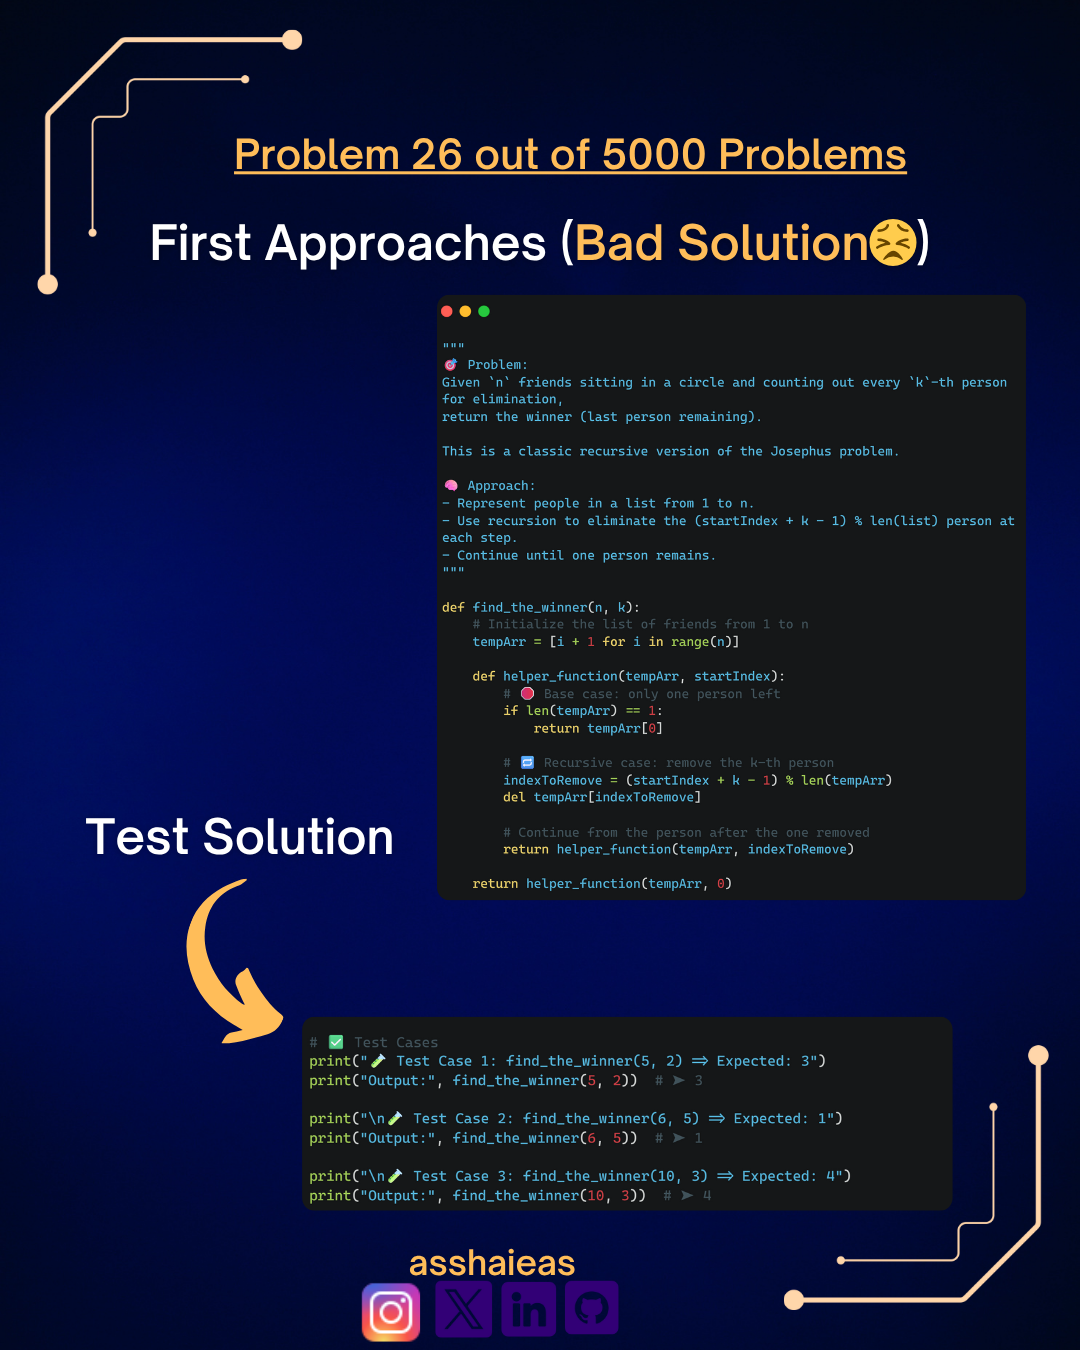 Problem 26 out of 5000 Problems
First Approaches (Bad Solution😣)
"""
🎯 Problem:
Given `n` friends sitting in a circle and counting out every `k`-th person
for elimination,
return the winner (last person remaining).

This is a classic recursive version of the Josephus problem.

🧠 Approach:
- Represent people in a list from 1 to n.
- Use recursion to eliminate the (startIndex + k - 1) % len(list) person at
each step.
- Continue until one person remains.
"""

def find_the_winner(n, k):
    # Initialize the list of friends from 1 to n
    tempArr = [i + 1 for i in range(n)]

    def helper_function(tempArr, startIndex):
        # 🛑 Base case: only one person left
        if len(tempArr) == 1:
            return tempArr[0]

        # 🔁 Recursive case: remove the k-th person
        indexToRemove = (startIndex + k - 1) % len(tempArr)
        del tempArr[indexToRemove]

        # Continue from the person after the one removed
        return helper_function(tempArr, indexToRemove)

    return helper_function(tempArr, 0)
Test Solution
# ✅ Test Cases
print("🧪 Test Case 1: find_the_winner(5, 2) => Expected: 3")
print("Output:", find_the_winner(5, 2))  # ➤ 3

print("\n🧪 Test Case 2: find_the_winner(6, 5) => Expected: 1")
print("Output:", find_the_winner(6, 5))  # ➤ 1

print("\n🧪 Test Case 3: find_the_winner(10, 3) => Expected: 4")
print("Output:", find_the_winner(10, 3))  # ➤ 4
asshaieas